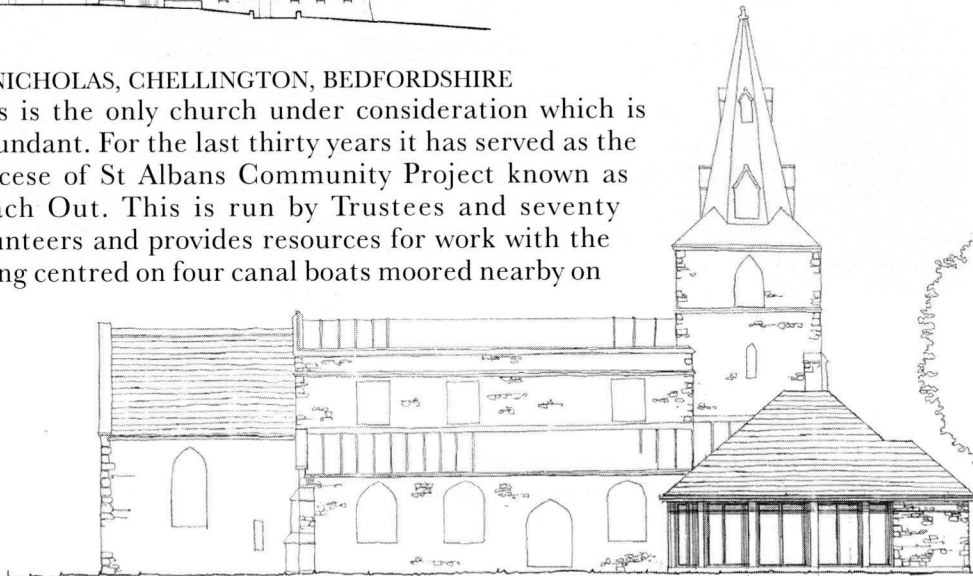 NICHOLAS, CHELLINGTON, BEDFORDSHIRE
s is the only church under consideration which is
undant. For the last thirty years it has served as the
cese of St Albans Community Project known as
ach Out. This is run by Trustees and seventy
unteers and provides resources for work with the
ng centred on four canal boats moored nearby on